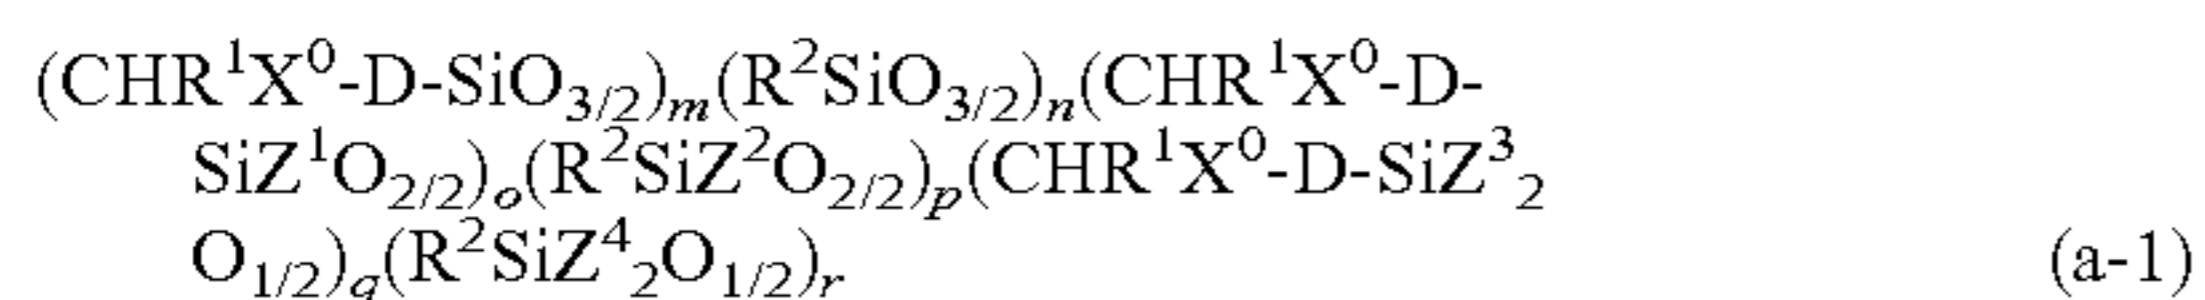 (CHR¹X⁰-D-SiO₃/₂)ₘ(R²SiO₃/₂)ₙ(CHR¹X⁰-D-
SiZ¹O₂/₂)ₒ(R²SiZ²O₂/₂)ₚ(CHR¹X⁰-D-SiZ³₂
O₁/₂)q(R²SiZ⁴₂O₁/₂)ᵣ (a-1)